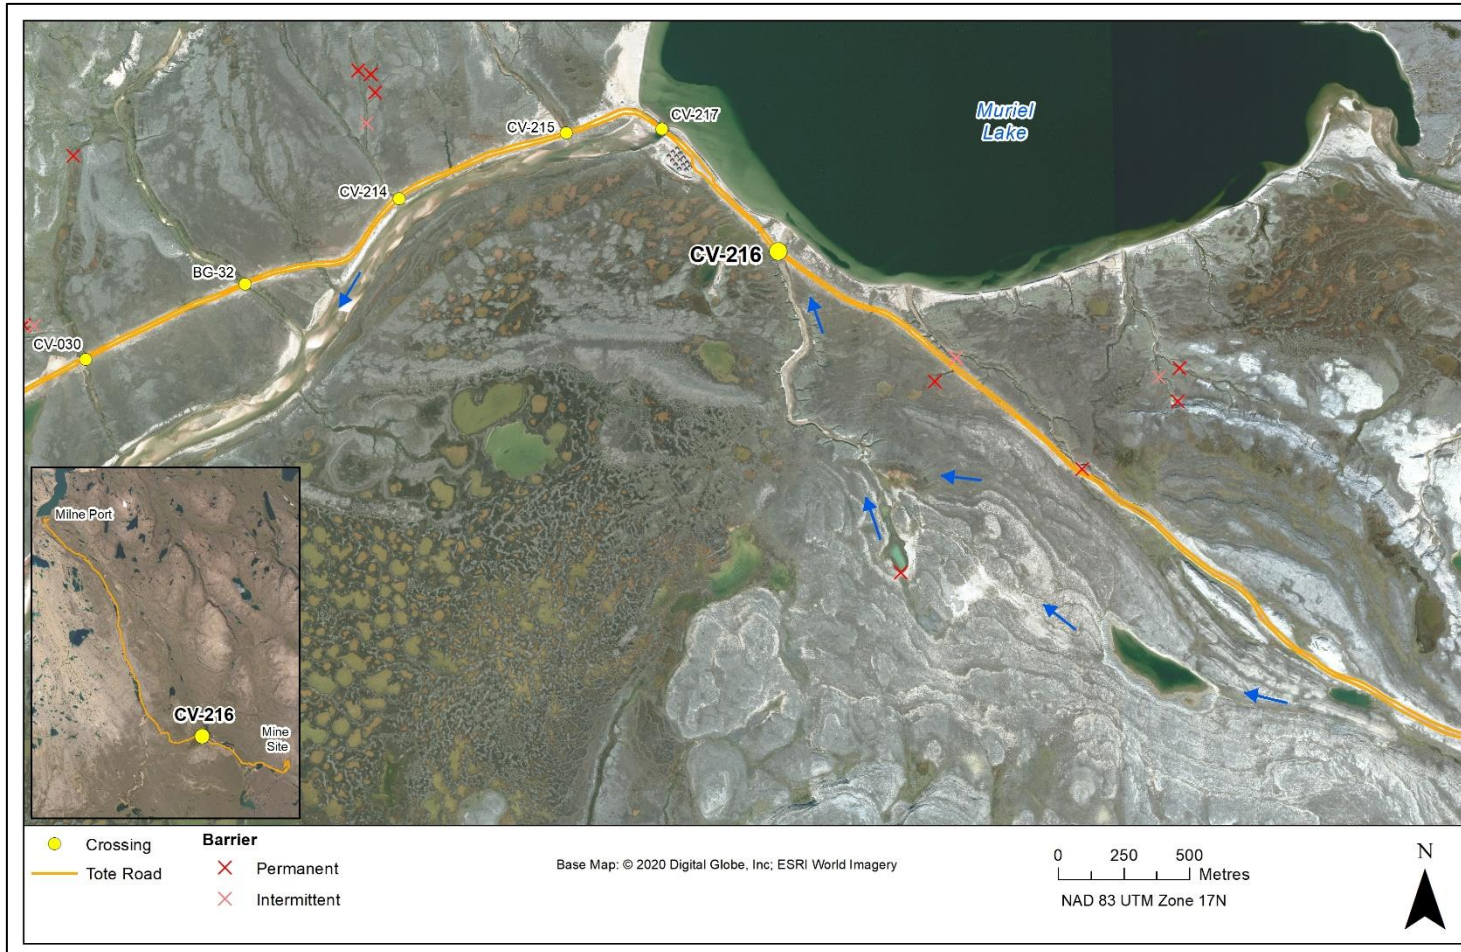 Muriel
Lake
CV-215
CV-217
CV-214
CV-216
BG-32
CV-030
Milne Port
CV-216
Mine
Site
Crossing
Tote Road
Barrier
Permanent
Intermittent
Base Map: © 2020 Digital Globe, Inc; ESRI World Imagery
0 250 500
Metres
NAD 83 UTM Zone 17N
N